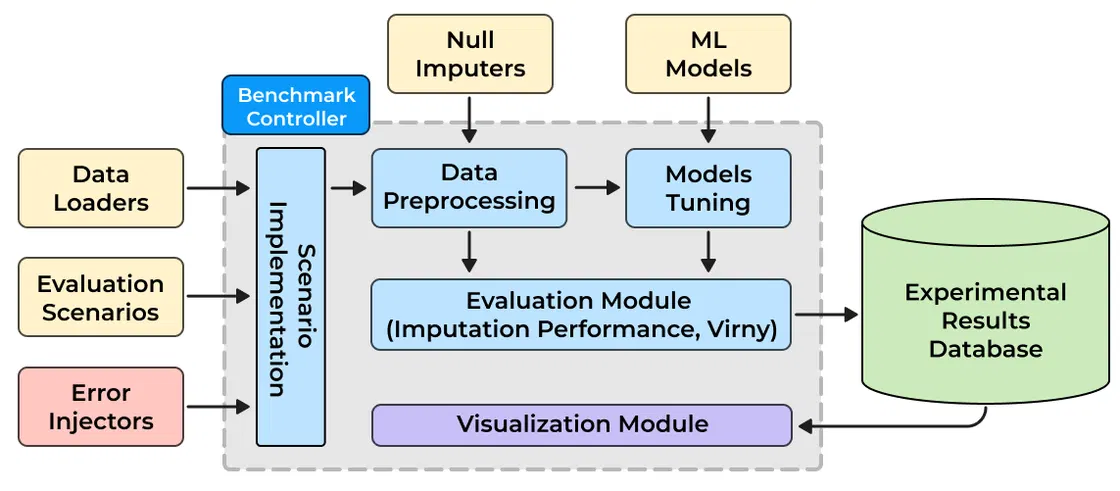 Null
Imputers
ML
Models
Benchmark
Controller
Data
Loaders
Evaluation
Scenarios
Error
Injectors
Scenario
Implementation
Data
Preprocessing
Models
Tuning
Evaluation Module
(Imputation Performance, Virny)
Visualization Module
Experimental
Results
Database